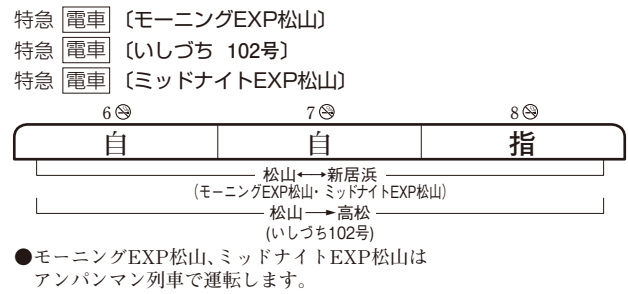 特急 電車 〔モーニングEXP松山〕
特急 電車 〔いしづち 102号〕
特急 電車 〔ミッドナイトEXP松山〕
6 7 8
自 自 指
松山←→新居浜
(モーニングEXP松山・ミッドナイトEXP松山)
松山→高松
(いしづち102号)
●モーニングEXP松山、ミッドナイトEXP松山は
アンパンマン列車で運転します。